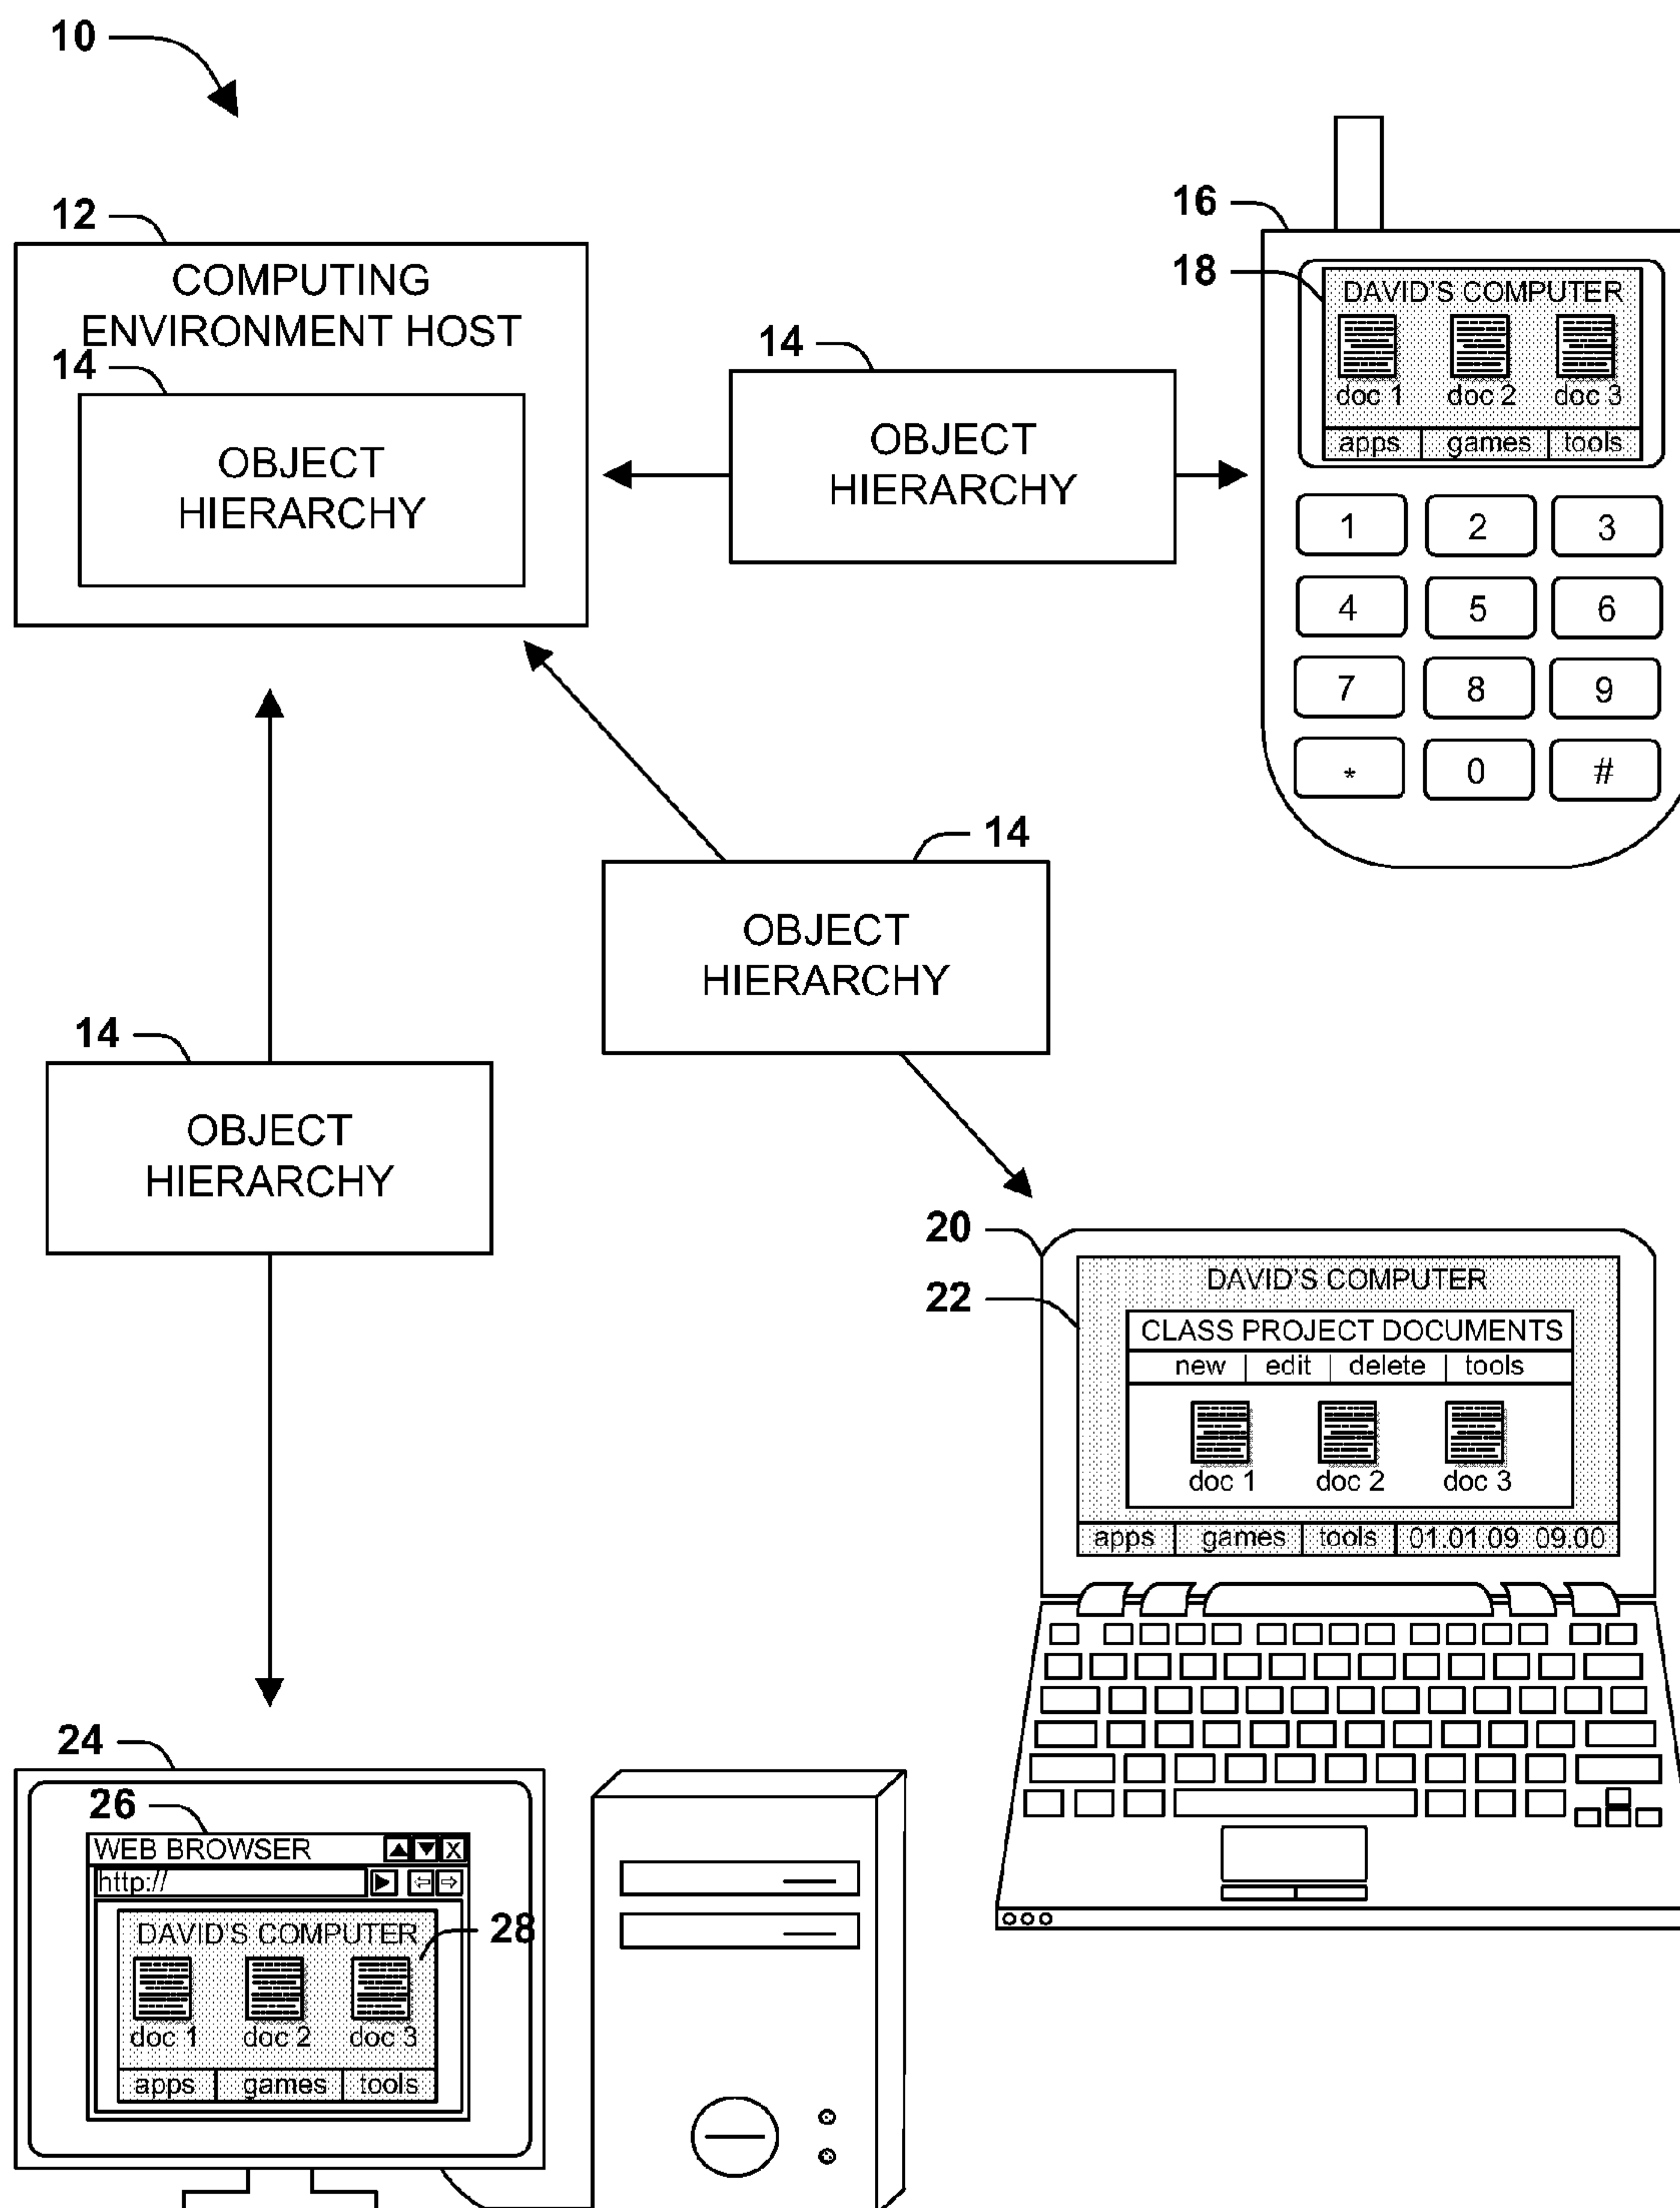 10
12
COMPUTING
ENVIRONMENT HOST
14
OBJECT
HIERARCHY
14
OBJECT
HIERARCHY
16
18
DAVID'S COMPUTER
doc 1 doc 2 doc 3
apps games tools
1 2 3
4 5 6
7 8 9
* 0 #
14
OBJECT
HIERARCHY
14
OBJECT
HIERARCHY
20
22
DAVID'S COMPUTER
CLASS PROJECT DOCUMENTS
new edit delete tools
doc 1 doc 2 doc 3
apps games tools 01.01.09 09:00
24
26
WEB BROWSER X
http://
DAVID'S COMPUTER
28
doc 1 doc 2 doc 3
apps games tools